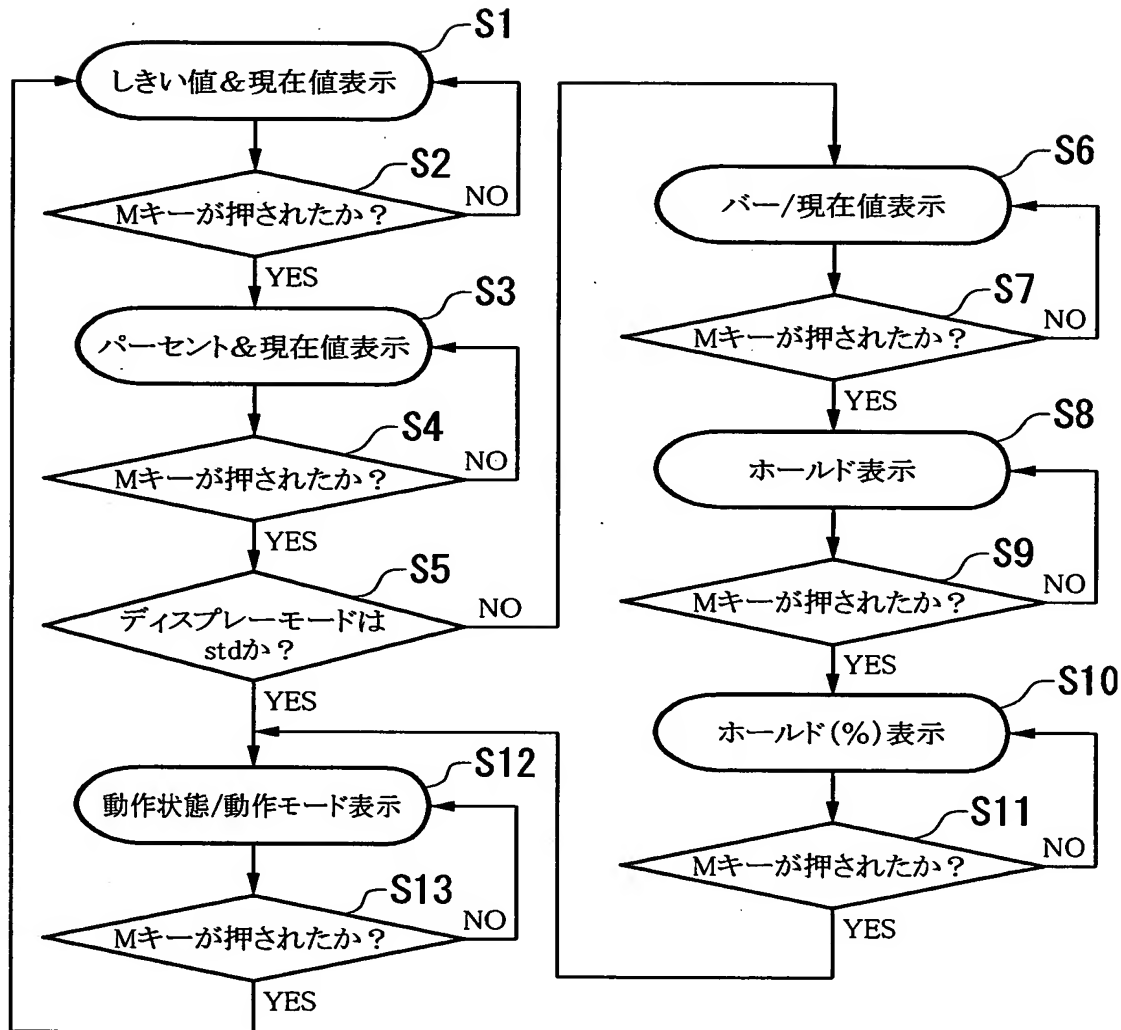 S1
しきい値&現在値表示
S2
Mキーが押されたか?
NO
YES
S3
パーセント&現在値表示
S4
Mキーが押されたか?
NO
YES
S5
ディスプレーモードは
stdか?
NO
YES
S12
動作状態/動作モード表示
S13
Mキーが押されたか?
NO
YES
S6
バー/現在値表示
S7
Mキーが押されたか?
NO
YES
S8
ホールド表示
S9
Mキーが押されたか?
NO
YES
S10
ホールド(%)表示
S11
Mキーが押されたか?
NO
YES